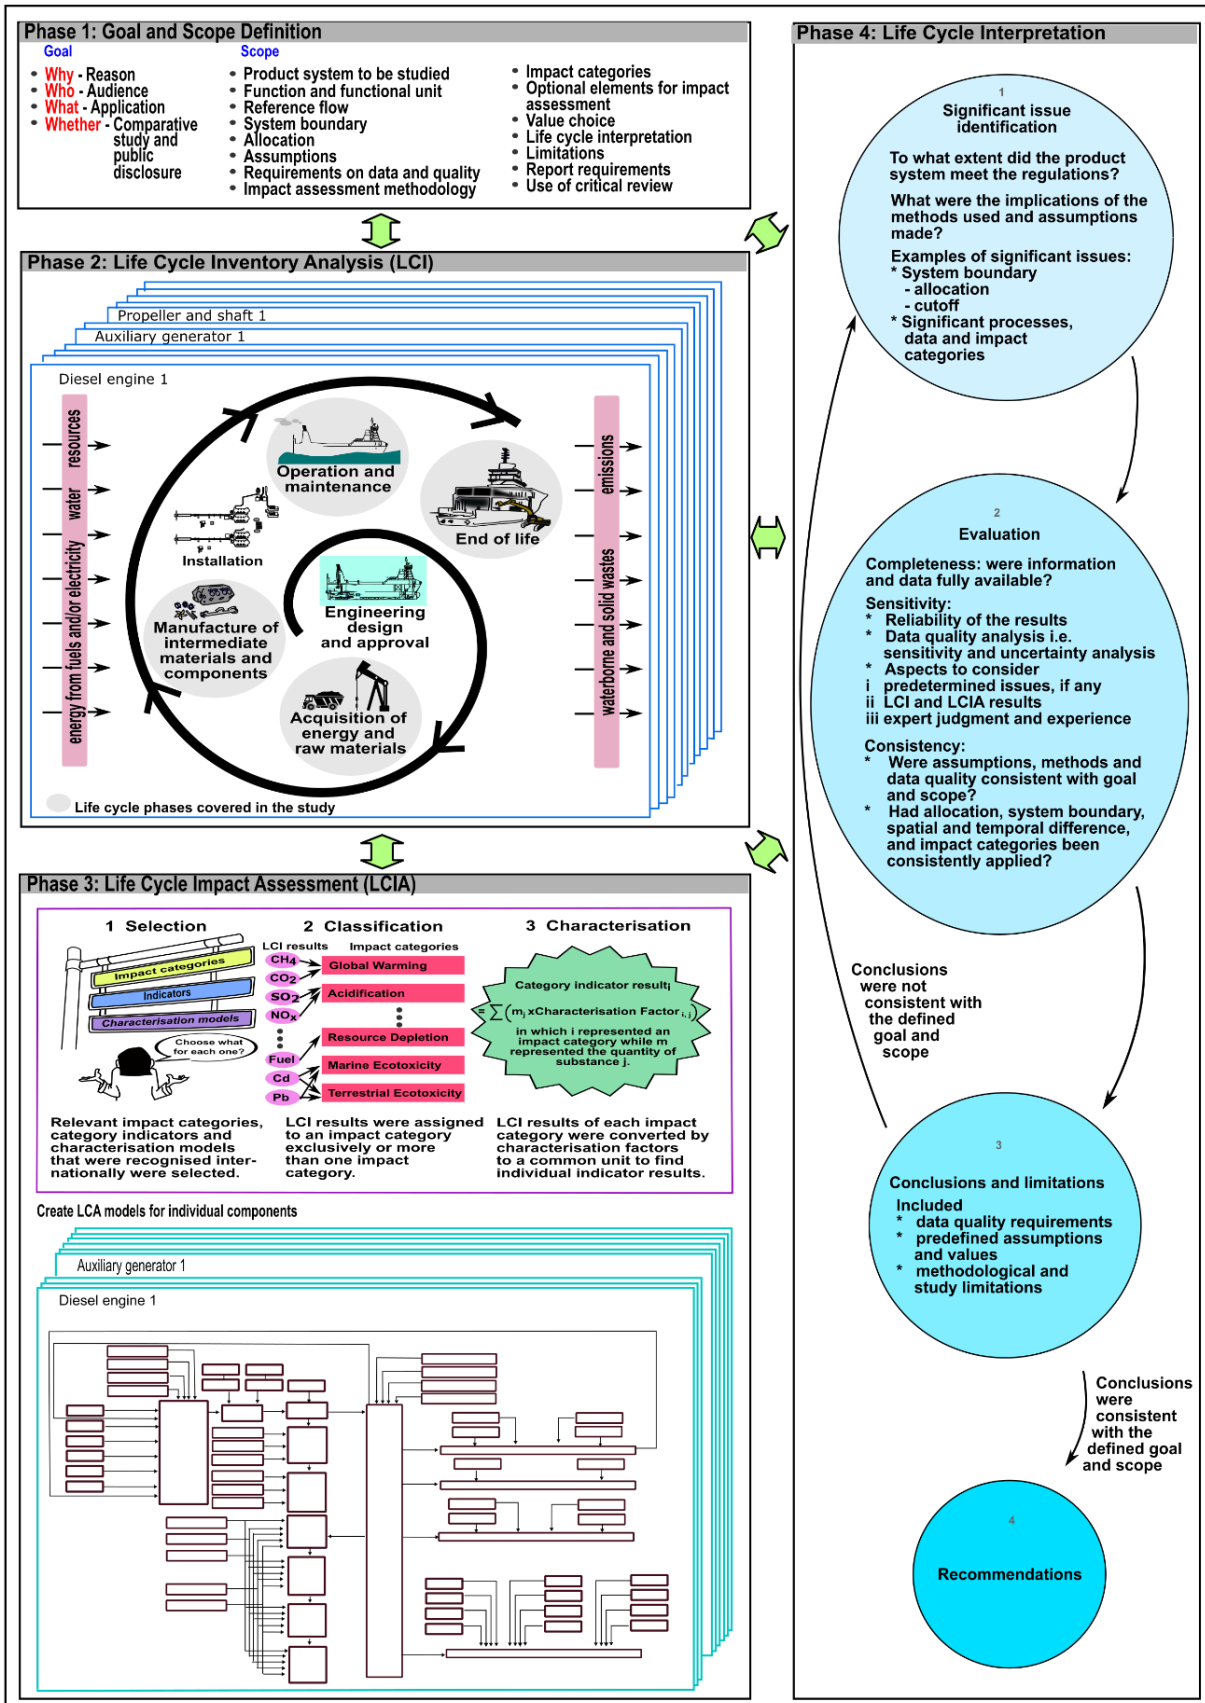 Phase 1: Goal and Scope Definition
Goal
• Why - Reason
• Who - Audience
• What - Application
• Whether - Comparative
study and
public
disclosure
Scope
• Product system to be studied
• Function and functional unit
• Reference flow
• System boundary
• Allocation
• Assumptions
• Requirements on data and quality
• Impact assessment methodology
• Impact categories
• Optional elements for impact
assessment
• Value choice
• Life cycle interpretation
• Limitations
• Report requirements
• Use of critical review
Phase 2: Life Cycle Inventory Analysis (LCI)
Propeller and shaft 1
Auxiliary generator 1
Diesel engine 1
energy from fuels and/or electricity
water
resources
Operation and
maintenance
End of life
Installation
Engineering
design
and approval
Manufacture of
intermediate
materials and
components
Acquisition of
energy and
raw materials
emissions
waterborne and solid wastes
Life cycle phases covered in the study
Phase 3: Life Cycle Impact Assessment (LCIA)
1 Selection
Impact categories
Indicators
Characterisation models
Choose what
for each one?
Relevant impact categories,
category indicators and
characterisation models
that were recognised inter-
nationally were selected.
2 Classification
LCI results
Impact categories
CH4
CO2
SO2
NOx
Fuel
Cd
Pb
Global Warming
Acidification
Resource Depletion
Marine Ecotoxicity
Terrestrial Ecotoxicity
LCI results were assigned
to an impact category
exclusively or more
than one impact
category.
3 Characterisation
Category indicator resulti
= ∑(mj xCharacterisation Factor i, j)
in which i represented an
impact category while m
represented the quantity of
substance j.
LCI results of each impact
category were converted by
characterisation factors
to a common unit to find
individual indicator results.
Create LCA models for individual components
Auxiliary generator 1
Diesel engine 1
Phase 4: Life Cycle Interpretation
1
Significant issue
identification
To what extent did the product
system meet the regulations?
What were the implications of the
methods used and assumptions
made?
Examples of significant issues:
* System boundary
- allocation
- cutoff
* Significant processes,
data and impact
categories
2
Evaluation
Completeness: were information
and data fully available?
Sensitivity:
* Reliability of the results
* Data quality analysis i.e.
sensitivity and uncertainty analysis
* Aspects to consider
i predetermined issues, if any
ii LCI and LCIA results
iii expert judgment and experience
Consistency:
* Were assumptions, methods and
data quality consistent with goal
and scope?
* Had allocation, system boundary,
spatial and temporal difference,
and impact categories been
consistently applied?
Conclusions
were not
consistent with
the defined
goal and
scope
3
Conclusions and limitations
Included
* data quality requirements
* predefined assumptions
and values
* methodological and
study limitations
Conclusions
were
consistent
with the
defined goal
and scope
4
Recommendations